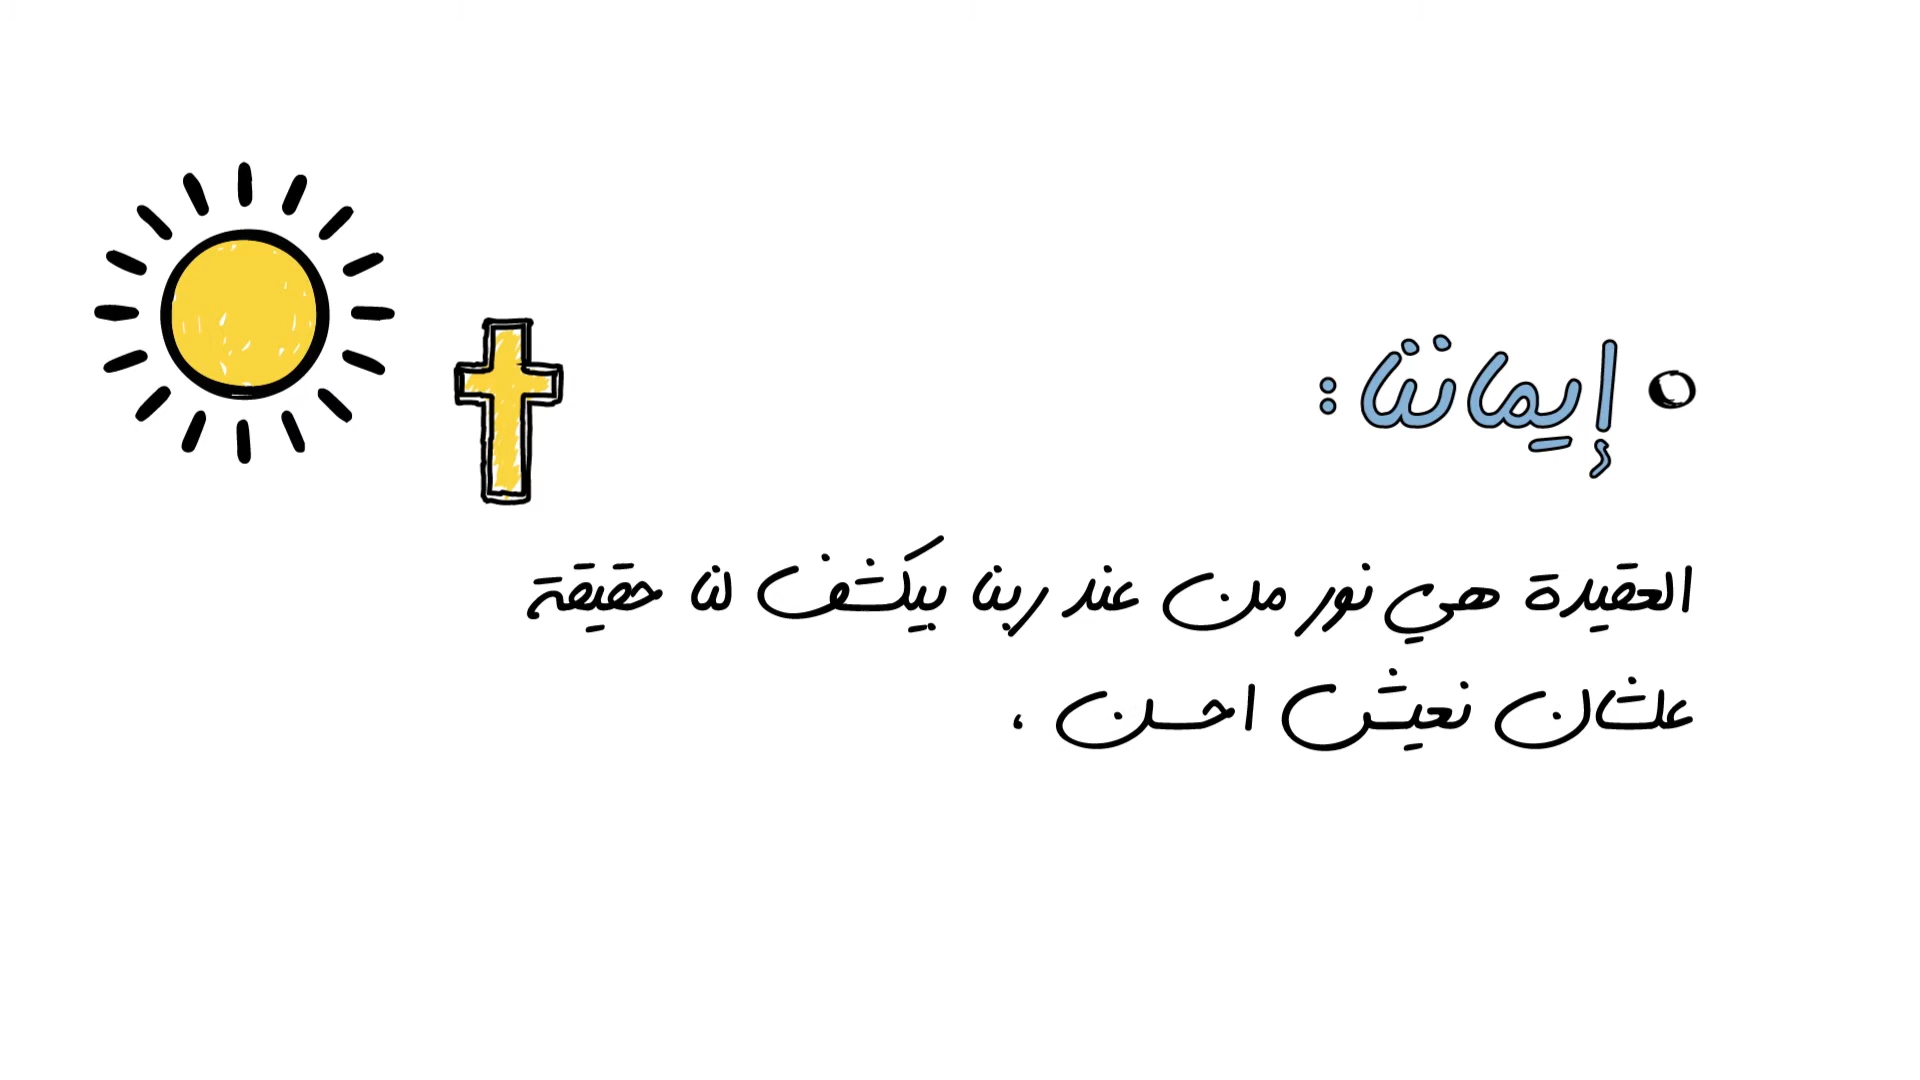 إيماننا :
العقيدة هي نور من عند ربنا بيكشف لنا حقيقة
علشان نعيش احسن .